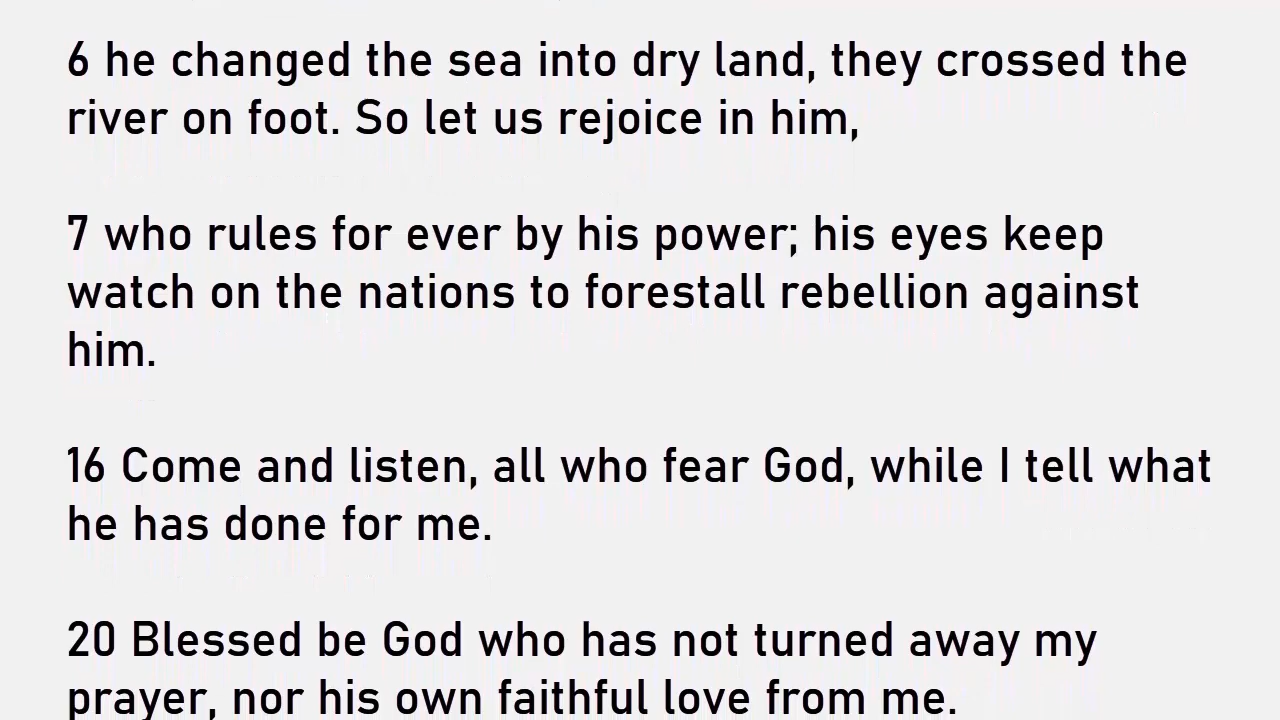 6 he changed the sea into dry land, they crossed the
river on foot. So let us rejoice in him,
7 who rules for ever by his power; his eyes keep
watch on the nations to forestall rebellion against
him.
16 Come and listen, all who fear God, while I tell what
he has done for me.
20 Blessed be God who has not turned away my
prayer, nor his own faithful love from me.